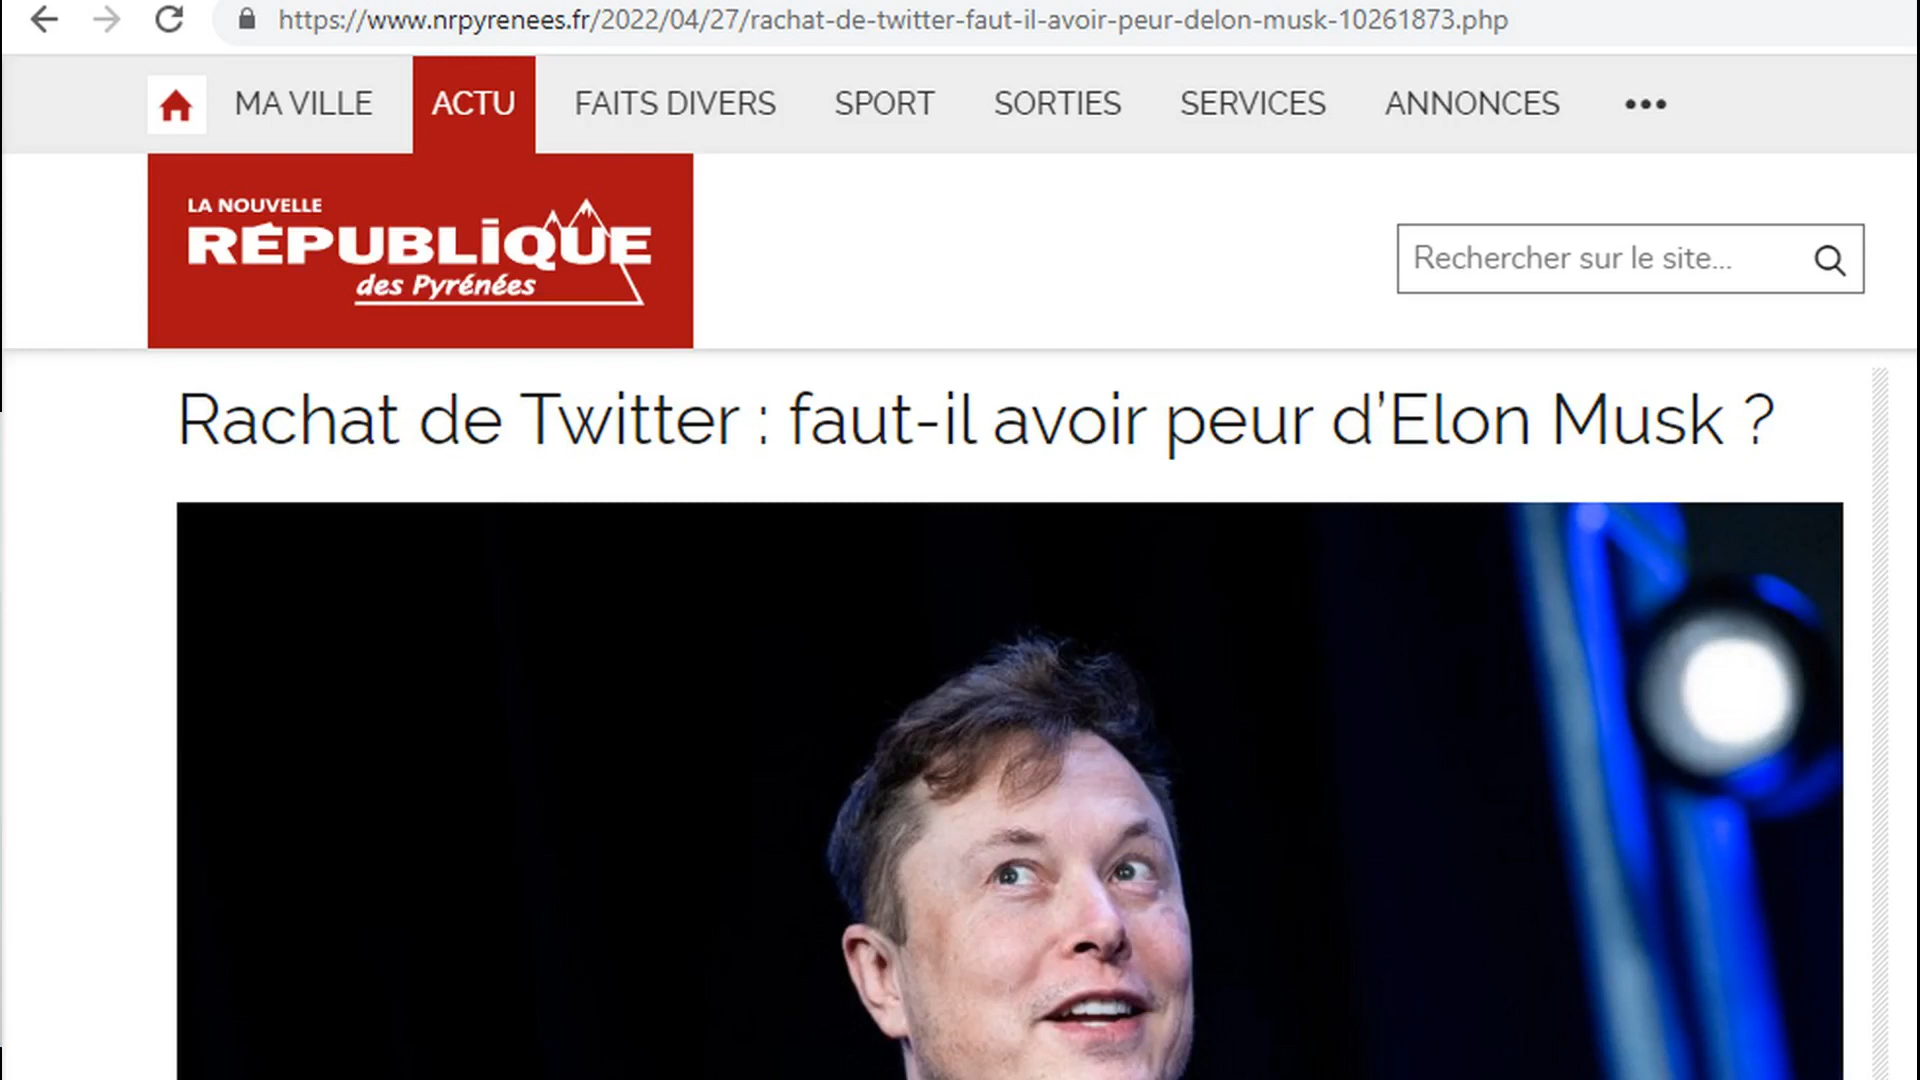 https://www.nrpyrenees.fr/2022/04/27/rachat-de-twitter-faut-il-avoir-peur-delon-musk-10261873.php
MA VILLE ACTU FAITS DIVERS SPORT SORTIES SERVICES ANNONCES •••
LA NOUVELLE
RÉPUBLIQUE
des Pyrénées
Rechercher sur le site...
Rachat de Twitter : faut-il avoir peur d’Elon Musk ?